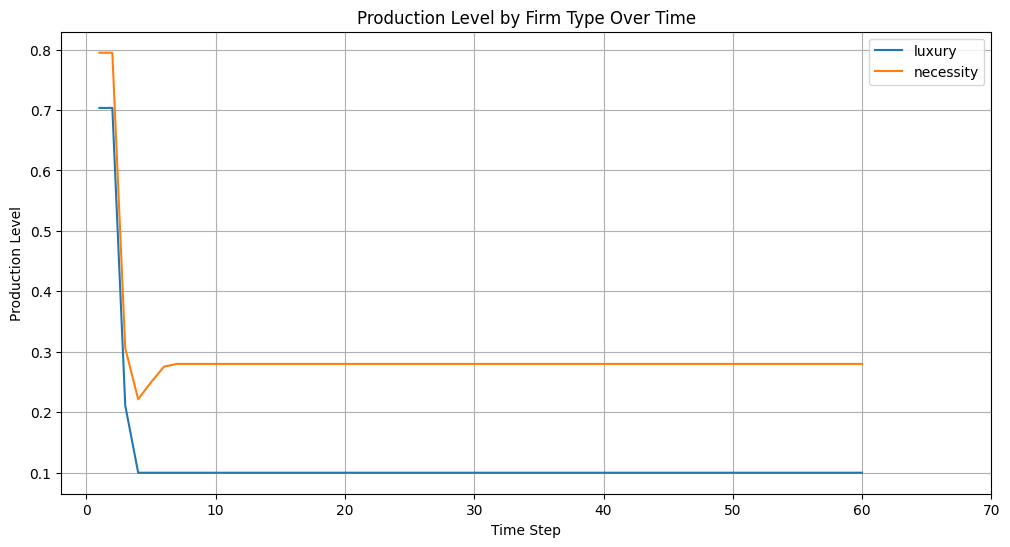 Production Level by Firm Type Over Time
luxury
necessity
Production Level
0.8
0.7
0.6
0.5
0.4
0.3
0.2
0.1
0 10 20 30 40 50 60 70
Time Step